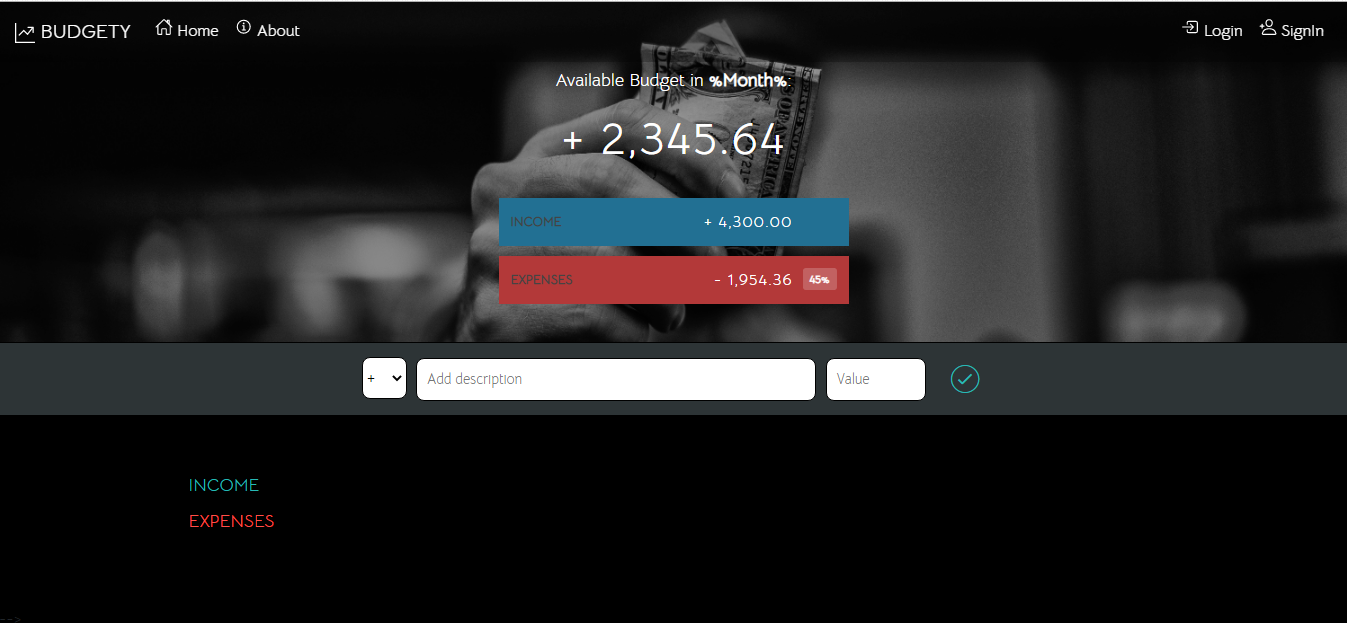 BUDGETY Home About Login SignIn
Available Budget in %Month%:
+ 2,345.64
INCOME + 4,300.00
EXPENSES - 1,954.36 45%
+ Add description Value
INCOME
EXPENSES
-->